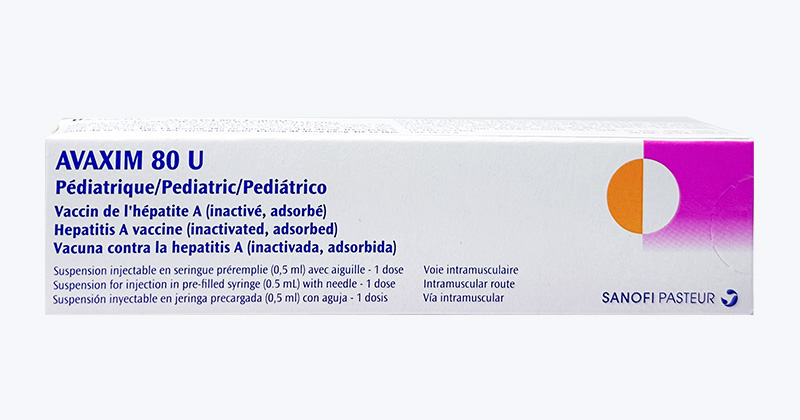 AVAXIM 80 U
Pédiatrique/Pediatric/Pediátrico
Vaccin de l'hépatite A (inactivé, adsorbé)
Hepatitis A vaccine (inactivated, adsorbed)
Vacuna contra la hepatitis A (inactivada, adsorbida)
Suspension injectable en seringue préremplie (0,5 ml) avec aiguille - 1 dose Voie intramusculaire
Suspension for injection in pre-filled syringe (0.5 mL) with needle - 1 dose Intramuscular route
Suspensión inyectable en jeringa precargada (0,5 ml) con aguja - 1 dosis Vía intramuscular
SANOFI PASTEUR